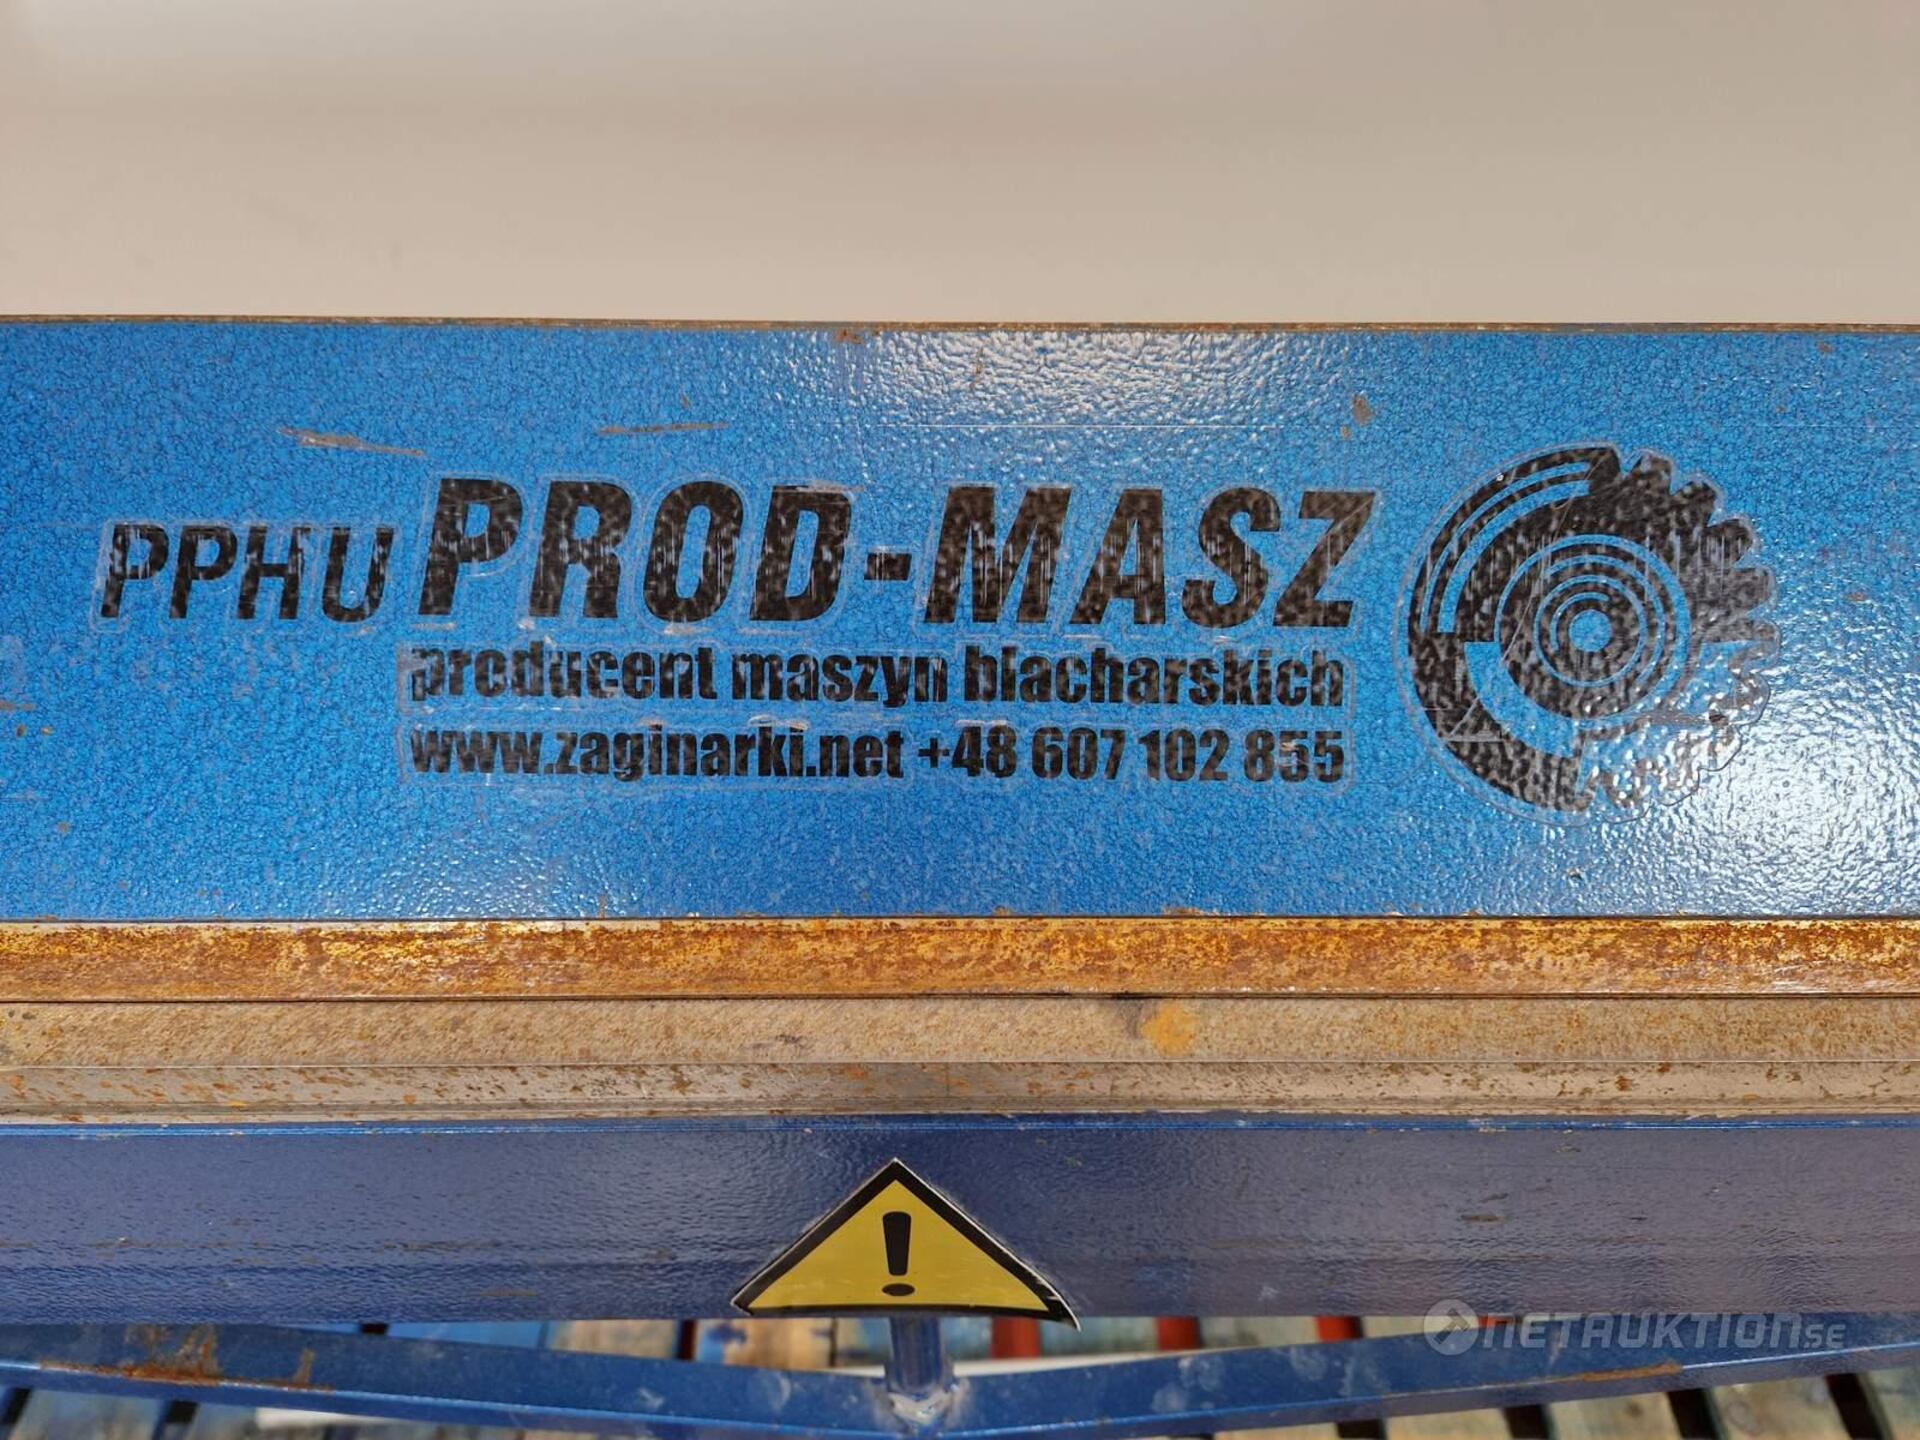 PPHU PROD-MASZ
producent maszyn blacharskich
www.zaginarki.net +48 607 102 855
!
NETAUKTION.SE